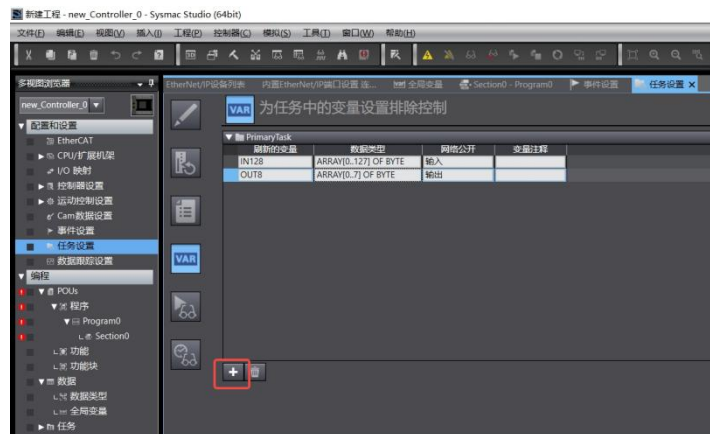 新建工程 - new_Controller_0 - Sysmac Studio (64bit)
文件(F) 编辑(E) 视图(V) 插入(I) 工程(P) 控制器(C) 模拟(S) 工具(T) 窗口(W) 帮助(H)
多视图浏览器
EtherNet/IP设备列表 内置EtherNet/IP端口设置 连... 全局变量 Section0 - Program0 事件设置 任务设置
new_Controller_0
VAR 为任务中的变量设置排除控制
配置和设置
EtherCAT
CPU/扩展机架
I/O 映射
控制器设置
运动控制设置
Cam数据设置
事件设置
任务设置
数据跟踪设置
编程
POUs
程序
Program0
Section0
功能
功能块
数据
数据类型
全局变量
任务
VAR
PrimaryTask
刷新的变量 数据类型 网络公开 变量注释
IN128 ARRAY[0..127] OF BYTE 输入
OUT8 ARRAY[0..7] OF BYTE 输出